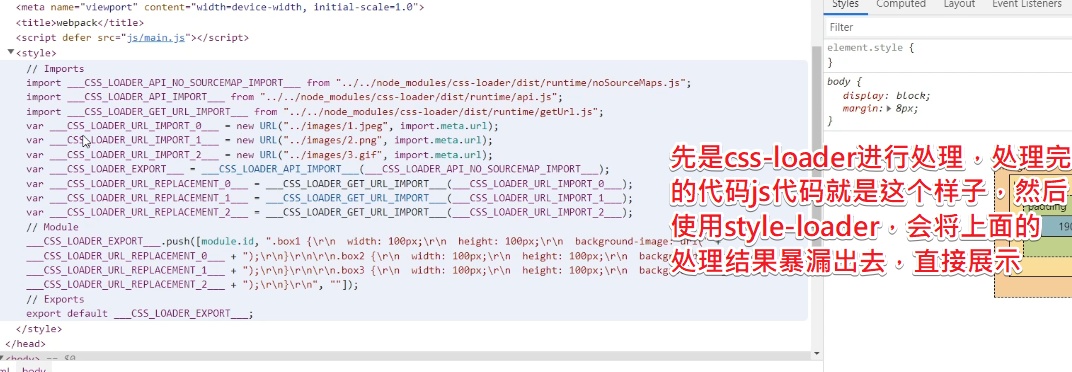 <meta name="viewport" content="width=device-width, initial-scale=1.0">
<title>webpack</title>
<script defer src="js/main.js"></script>
<style>
// Imports
import ___CSS_LOADER_API_NO_SOURCEMAP_IMPORT___ from "../../node_modules/css-loader/dist/runtime/noSourceMaps.js";
import ___CSS_LOADER_API_IMPORT___ from "../../node_modules/css-loader/dist/runtime/api.js";
import ___CSS_LOADER_GET_URL_IMPORT___ from "../../node_modules/css-loader/dist/runtime/getUrl.js";
var ___CSS_LOADER_URL_IMPORT_0___ = new URL("../images/1.jpeg", import.meta.url);
var ___CSS_LOADER_URL_IMPORT_1___ = new URL("../images/2.png", import.meta.url);
var ___CSS_LOADER_URL_IMPORT_2___ = new URL("../images/3.gif", import.meta.url);
var ___CSS_LOADER_EXPORT___ = ___CSS_LOADER_API_IMPORT___(___CSS_LOADER_API_NO_SOURCEMAP_IMPORT___);
var ___CSS_LOADER_URL_REPLACEMENT_0___ = ___CSS_LOADER_GET_URL_IMPORT___(___CSS_LOADER_URL_IMPORT_0___);
var ___CSS_LOADER_URL_REPLACEMENT_1___ = ___CSS_LOADER_GET_URL_IMPORT___(___CSS_LOADER_URL_IMPORT_1___);
var ___CSS_LOADER_URL_REPLACEMENT_2___ = ___CSS_LOADER_GET_URL_IMPORT___(___CSS_LOADER_URL_IMPORT_2___);
// Module
___CSS_LOADER_EXPORT___.push([module.id, ".box1 {\r\n  width: 100px;\r\n  height: 100px;\r\n  background-image: url(" +
___CSS_LOADER_URL_REPLACEMENT_0___ + ");\r\n}\r\n\r\n.box2 {\r\n  width: 100px;\r\n  height: 100px;\r\n  backg
___CSS_LOADER_URL_REPLACEMENT_1___ + ");\r\n}\r\n\r\n.box3 {\r\n  width: 100px;\r\n  height: 100px;\r\n  backg
___CSS_LOADER_URL_REPLACEMENT_2___ + ");\r\n}\r\n", ""]);
// Exports
export default ___CSS_LOADER_EXPORT___;
</style>
</head>
<body> == $0
body
Styles Computed Layout Event Listeners
Filter
element.style {
}
body {
display: block;
margin: 8px;
}
先是css-loader进行处理，处理完
的代码js代码就是这个样子，然后
使用style-loader，会将上面的
处理结果暴漏出去，直接展示
padding
190